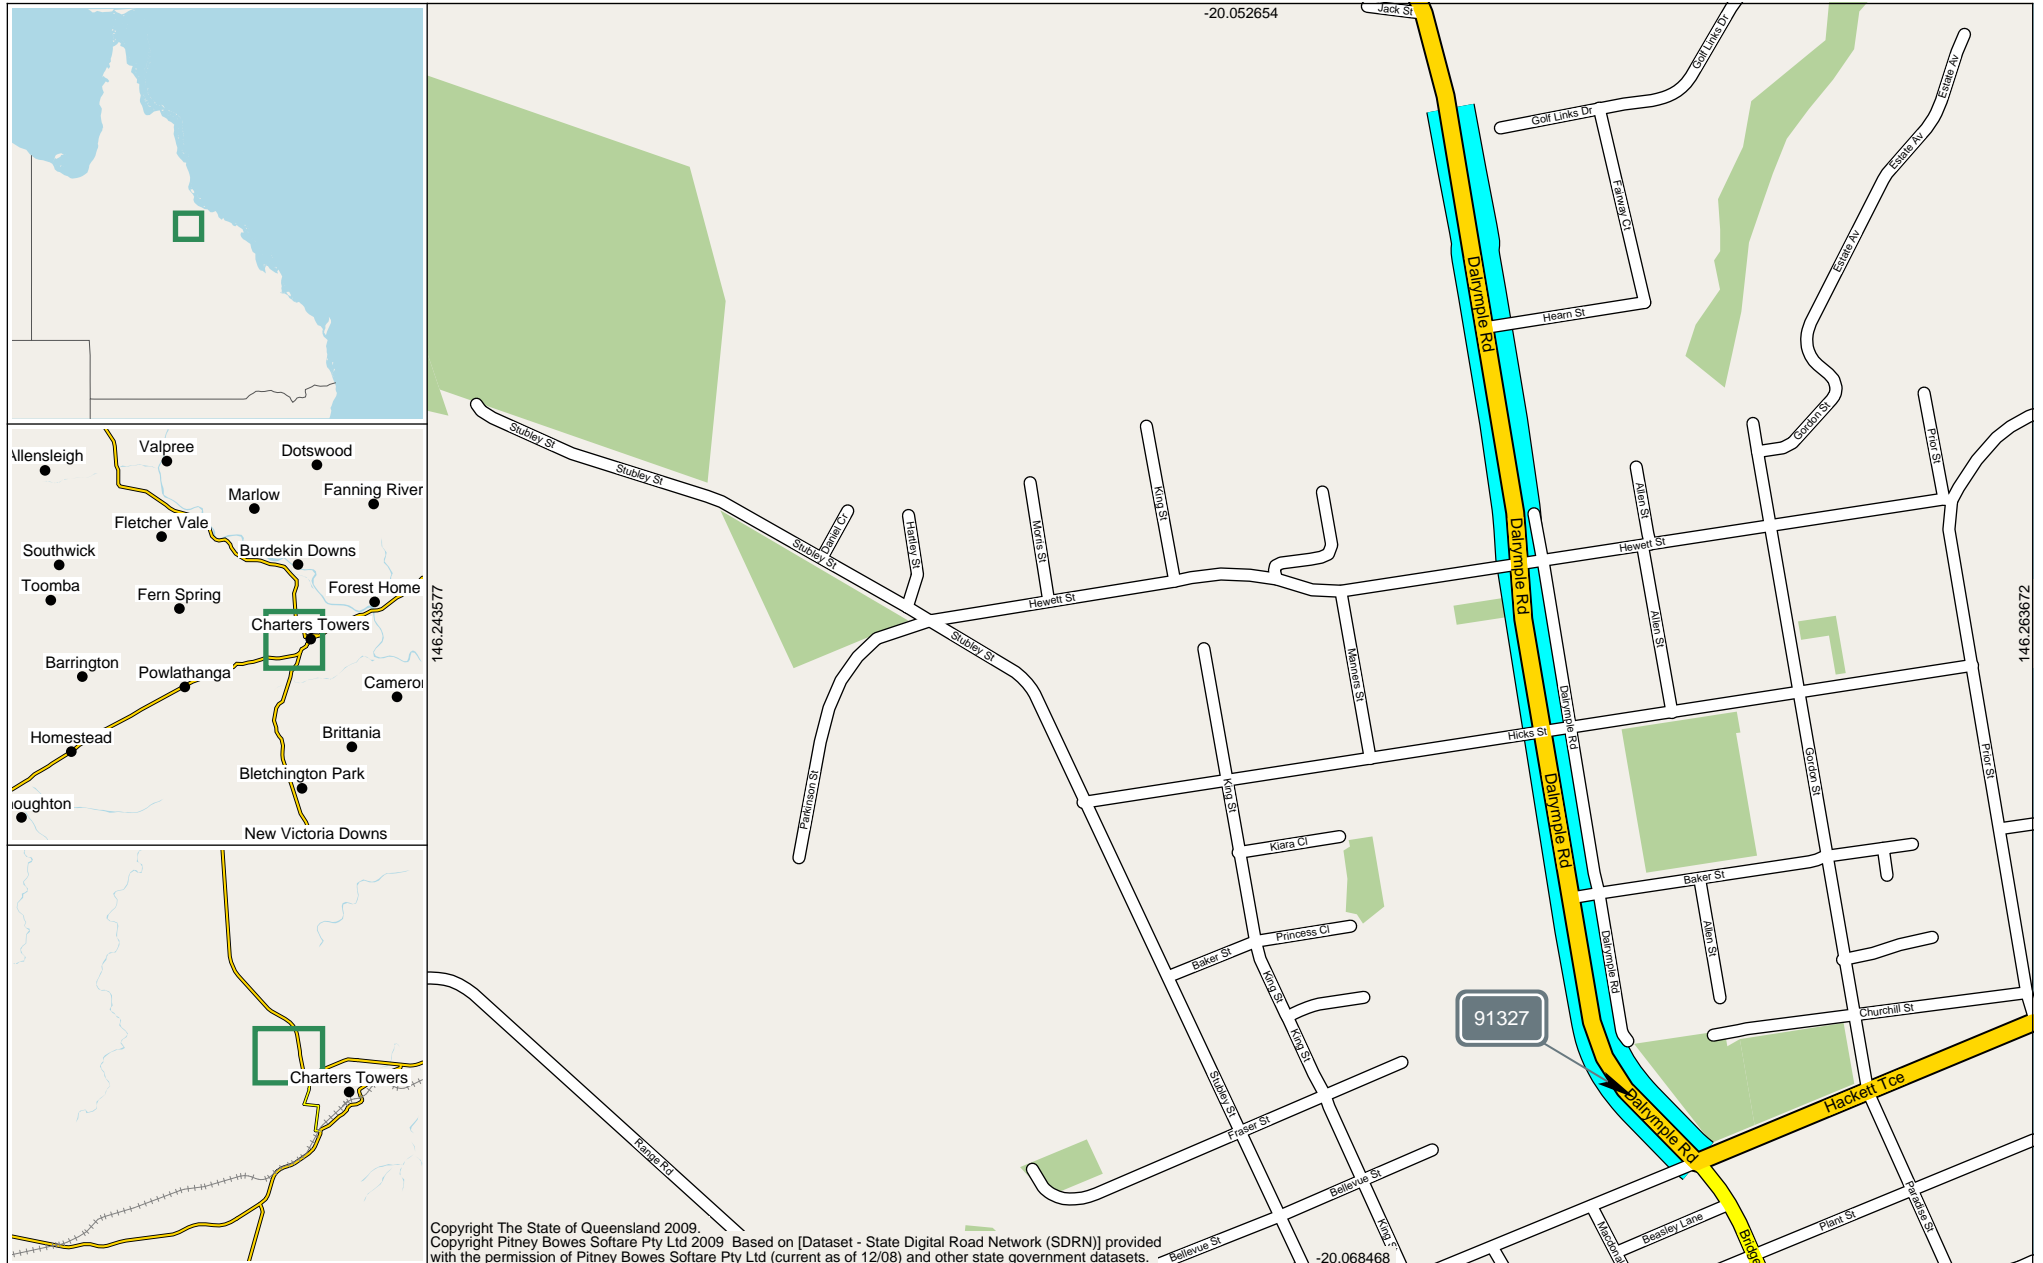 -20.052654
Jack St
Golf Links Dr
Golf Links Dr
Estate Av
Estate Av
Estate Av
Fairway Ct
Dalrymple Rd
Hearn St
Gordon St
Prior St
Stubley St
Stubley St
Stubley St
Daniel Cr
Hartley St
Morris St
King St
Allen St
Dalrymple Rd
Hewett St
Hewett St
Allen St
Stubley St
Manners St
Dalrymple Rd
Hicks St
Parkinson St
King St
Dalrymple Rd
Gordon St
Prior St
Kiara Cl
Baker St
Allen St
Princess Cl
Baker St
Dalrymple Rd
King St
King St
91327
Churchill St
Stubley St
Fraser St
Dalrymple Rd
Hackett Tce
Range Rd
Bellevue St
Bellevue St
Beasley Lane
Plant St
Paradise St
146.243577
146.263672
-20.068468
Allensleigh
Valpree
Dotswood
Marlow
Fanning River
Fletcher Vale
Southwick
Burdekin Downs
Toomba
Fern Spring
Forest Home
Charters Towers
Barrington
Powlathanga
Homestead
Brittania
Bletchington Park
New Victoria Downs
Charters Towers
Copyright The State of Queensland 2009.
Copyright Pitney Bowes Softare Pty Ltd 2009 Based on [Dataset - State Digital Road Network (SDRN)] provided
with the permission of Pitney Bowes Softare Pty Ltd (current as of 12/08) and other state government datasets.